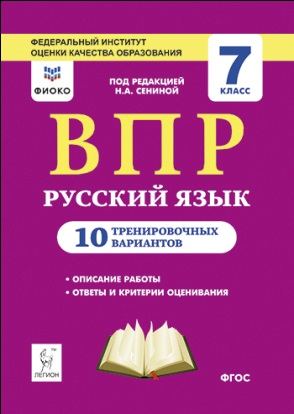 ФЕДЕРАЛЬНЫЙ ИНСТИТУТ
ОЦЕНКИ КАЧЕСТВА ОБРАЗОВАНИЯ
ФИОКО
ПОД РЕДАКЦИЕЙ
Н.А. СЕНИНОЙ
7
КЛАСС
ВПР
РУССКИЙ ЯЗЫК
10 ТРЕНИРОВОЧНЫХ
ВАРИАНТОВ
• ОПИСАНИЕ РАБОТЫ
• ОТВЕТЫ И КРИТЕРИИ ОЦЕНИВАНИЯ
ЛЕГИОН
ФГОС